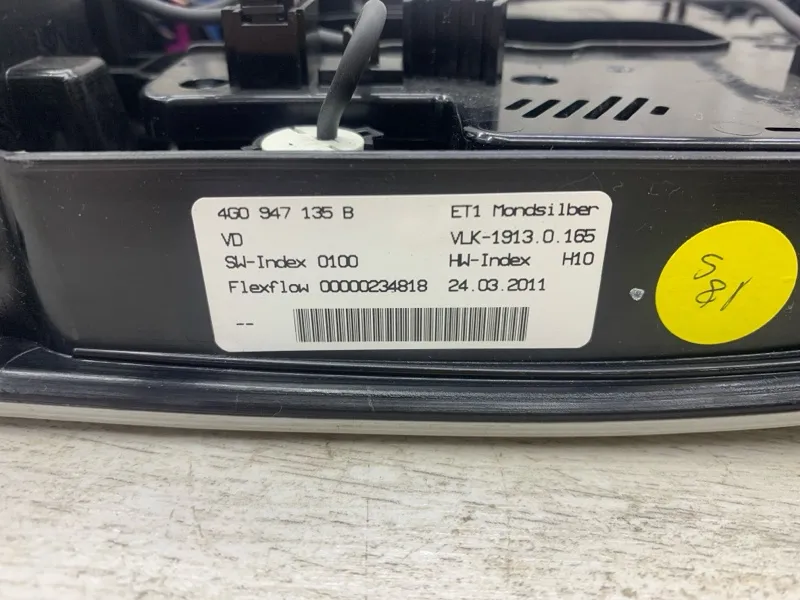 4G0 947 135 B ET1 Mondsilber
VD VLK-1913.0.165
SW-Index 0100 HW-Index H10
Flexflow 00000234818 24.03.2011
--
S
81